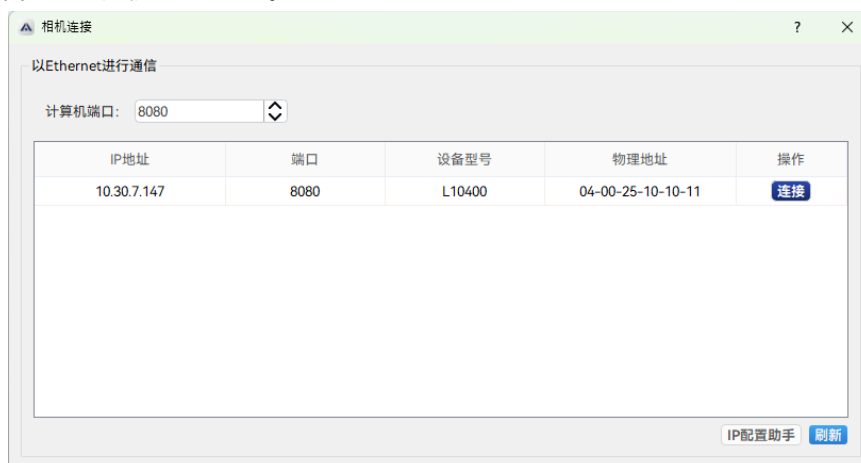 相机连接
以Ethernet进行通信
计算机端口: 8080
IP地址 端口 设备型号 物理地址 操作
10.30.7.147 8080 L10400 04-00-25-10-10-11 连接
IP配置助手 刷新